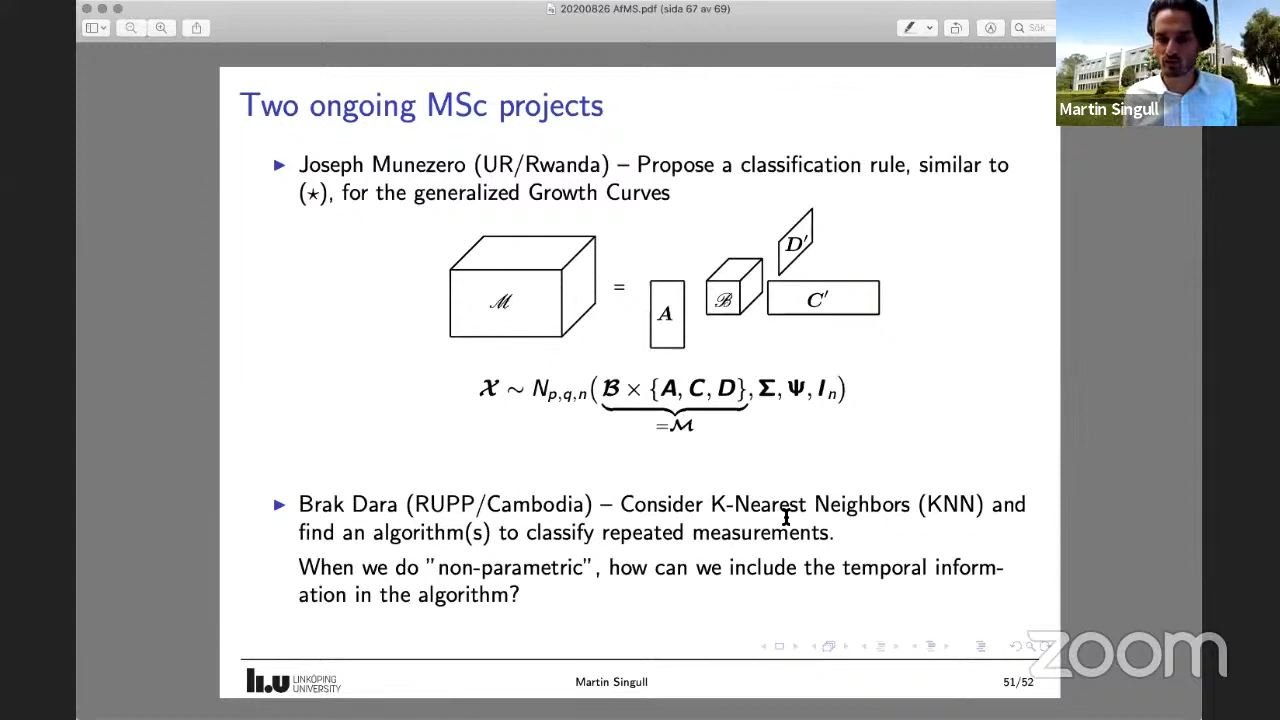 20200826 AfMS.pdf (sida 67 av 69)
Sök
Martin Singull
Two ongoing MSc projects
▶ Joseph Munezero (UR/Rwanda) – Propose a classification rule, similar to
(⋆), for the generalized Growth Curves
ℳ = A ℬ D′ C′
𝓧 ∼ N_{p,q,n}(𝓑 × {A, C, D}, Σ, Ψ, I_n)
=𝓜
▶ Brak Dara (RUPP/Cambodia) – Consider K-Nearest Neighbors (KNN) and
find an algorithm(s) to classify repeated measurements.
When we do "non-parametric", how can we include the temporal inform-
ation in the algorithm?
zoom
LINKÖPING
UNIVERSITY
Martin Singull
51/52